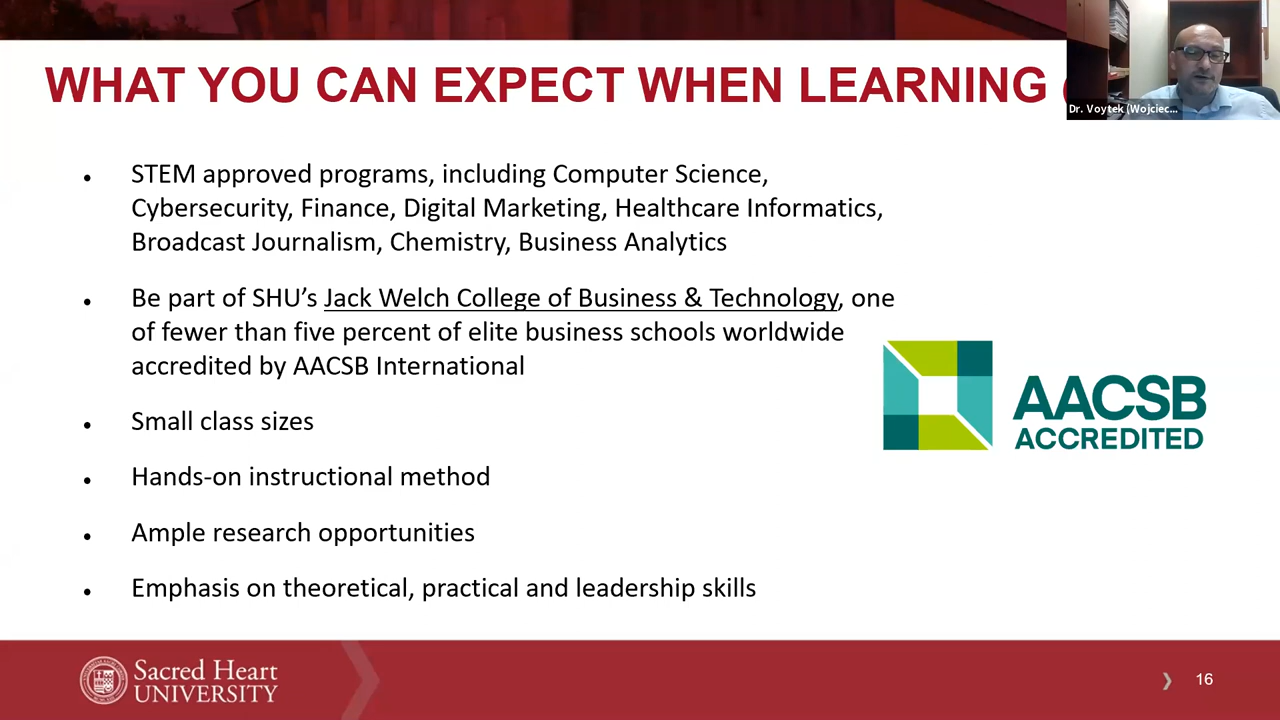 WHAT YOU CAN EXPECT WHEN LEARNING
Dr. Voytek (Wojciec...
STEM approved programs, including Computer Science,
Cybersecurity, Finance, Digital Marketing, Healthcare Informatics,
Broadcast Journalism, Chemistry, Business Analytics
Be part of SHU’s Jack Welch College of Business & Technology, one
of fewer than five percent of elite business schools worldwide
accredited by AACSB International
AACSB
ACCREDITED
Small class sizes
Hands-on instructional method
Ample research opportunities
Emphasis on theoretical, practical and leadership skills
Sacred Heart
UNIVERSITY
16